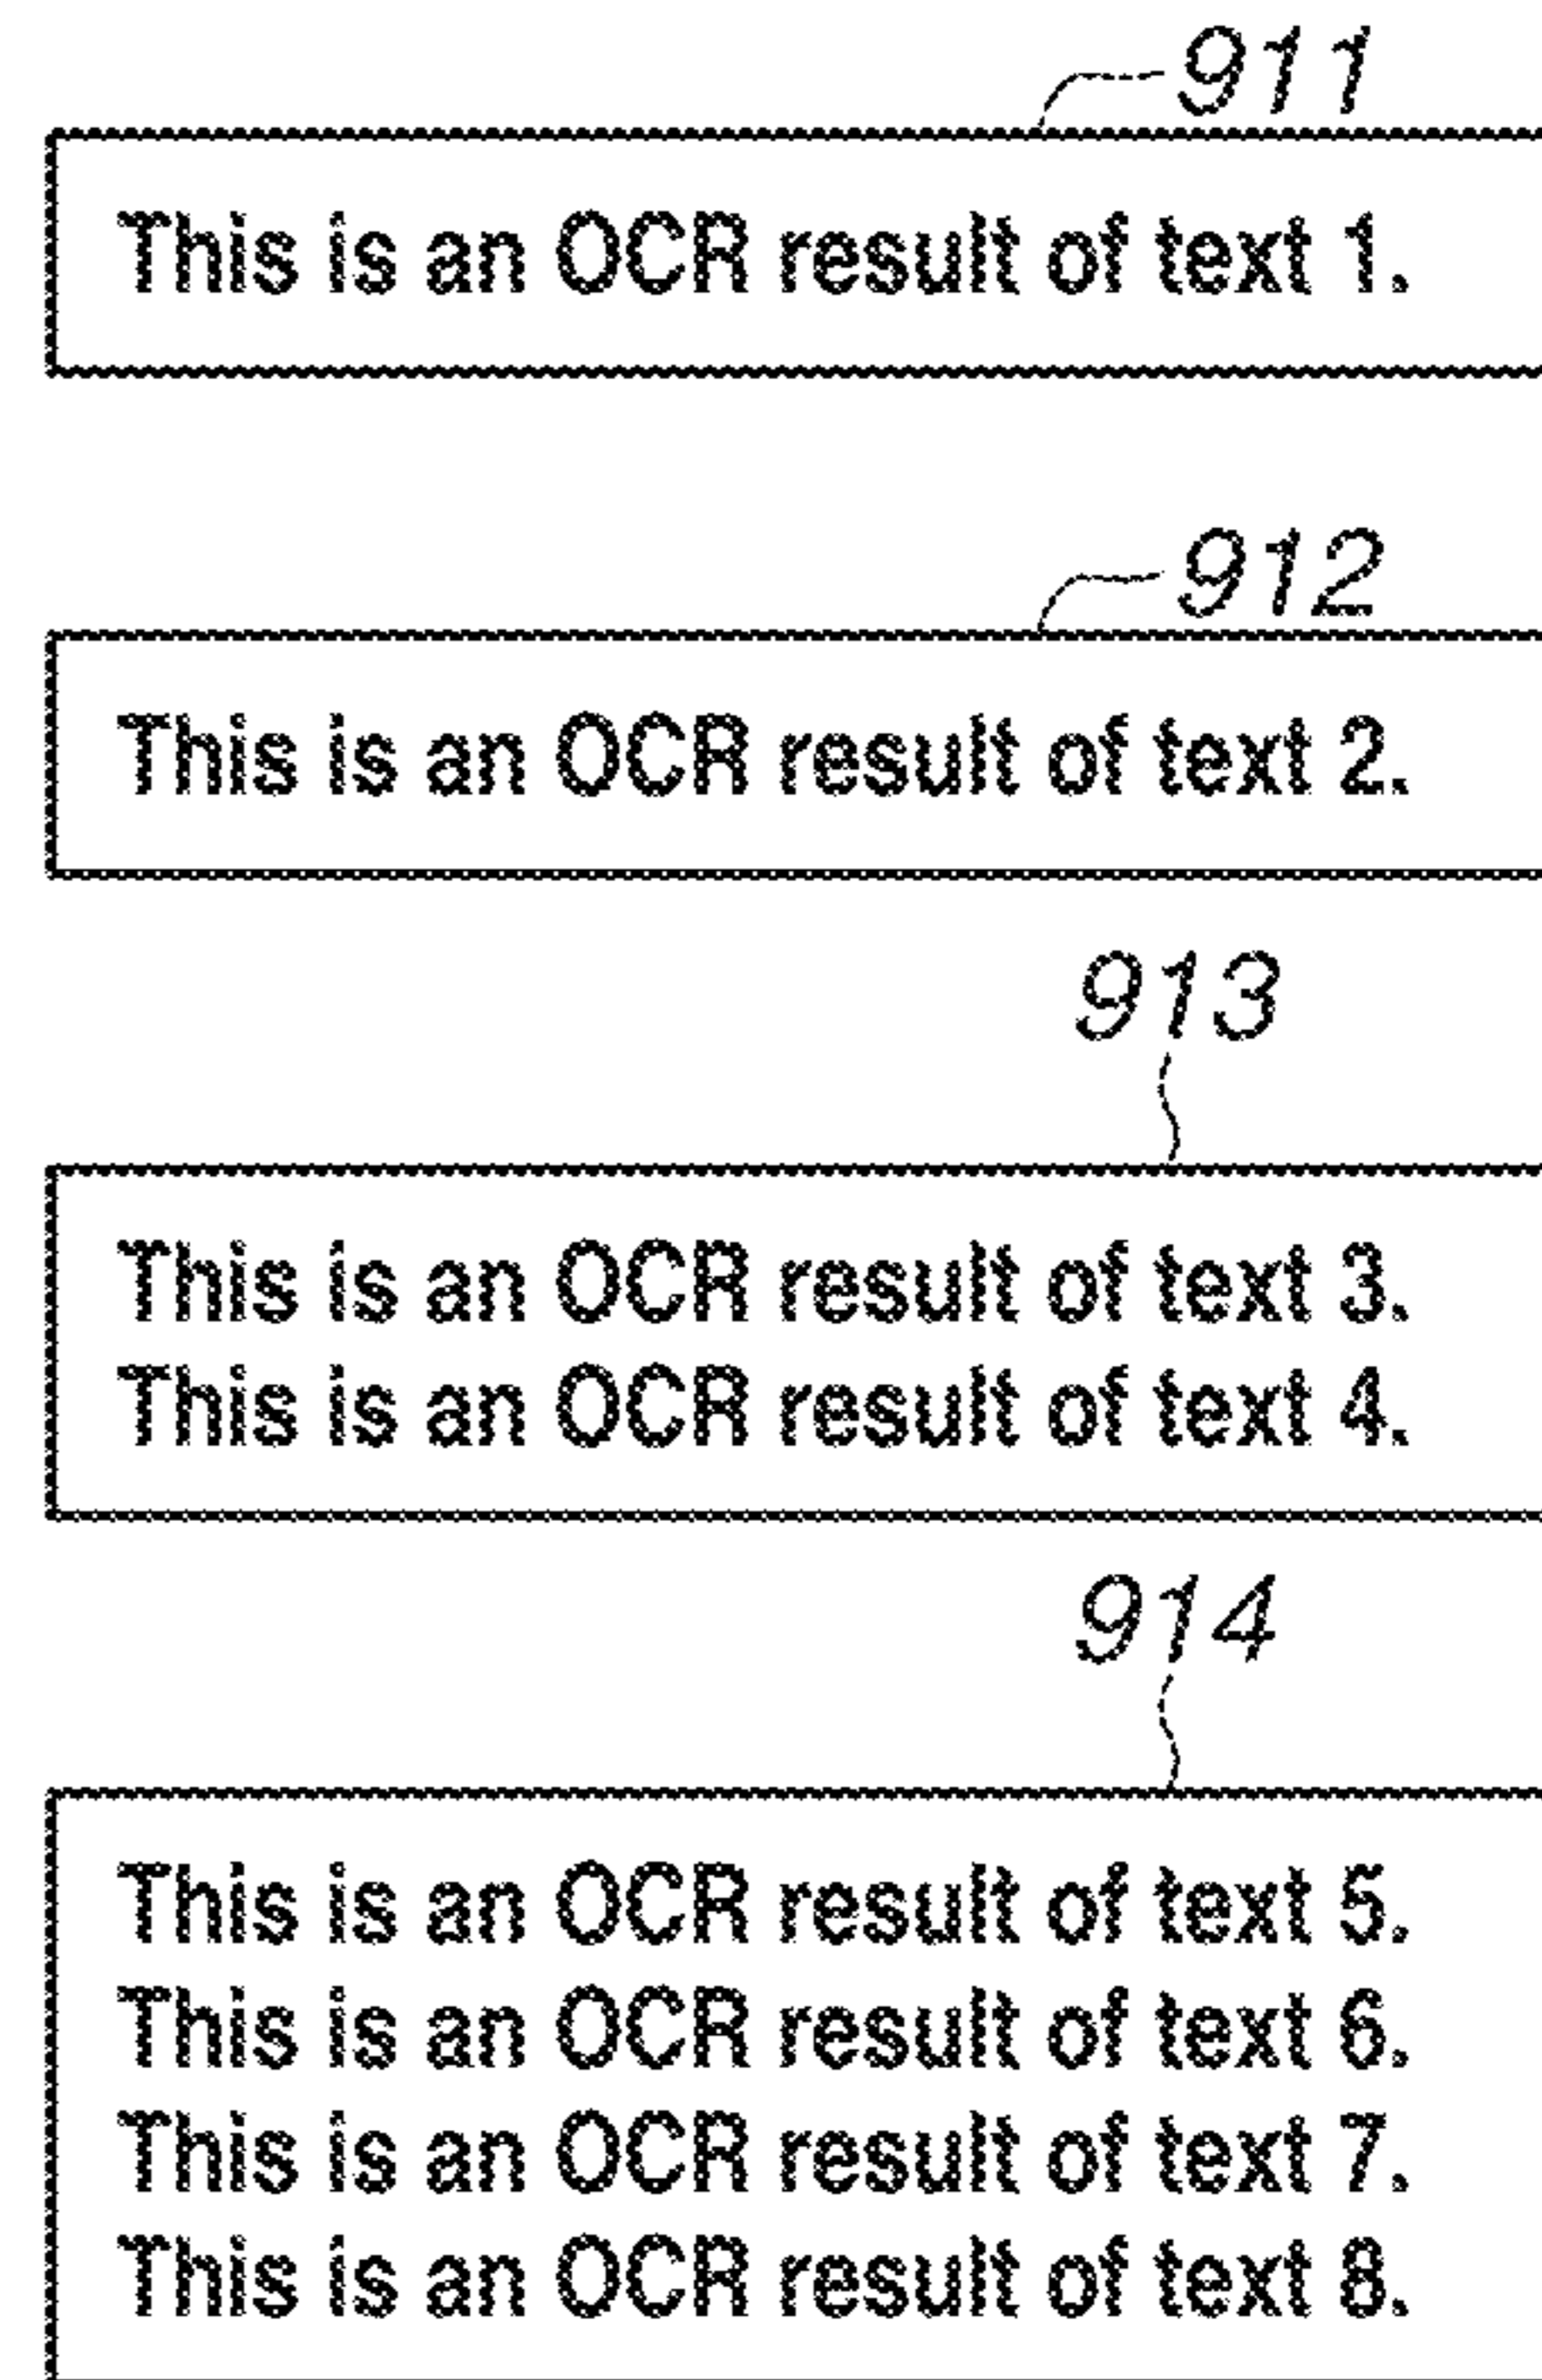 911
This is an OCR result of text 1.
912
This is an OCR result of text 2.
913
This is an OCR result of text 3.
This is an OCR result of text 4.
914
This is an OCR result of text 5.
This is an OCR result of text 6.
This is an OCR result of text 7.
This is an OCR result of text 8.